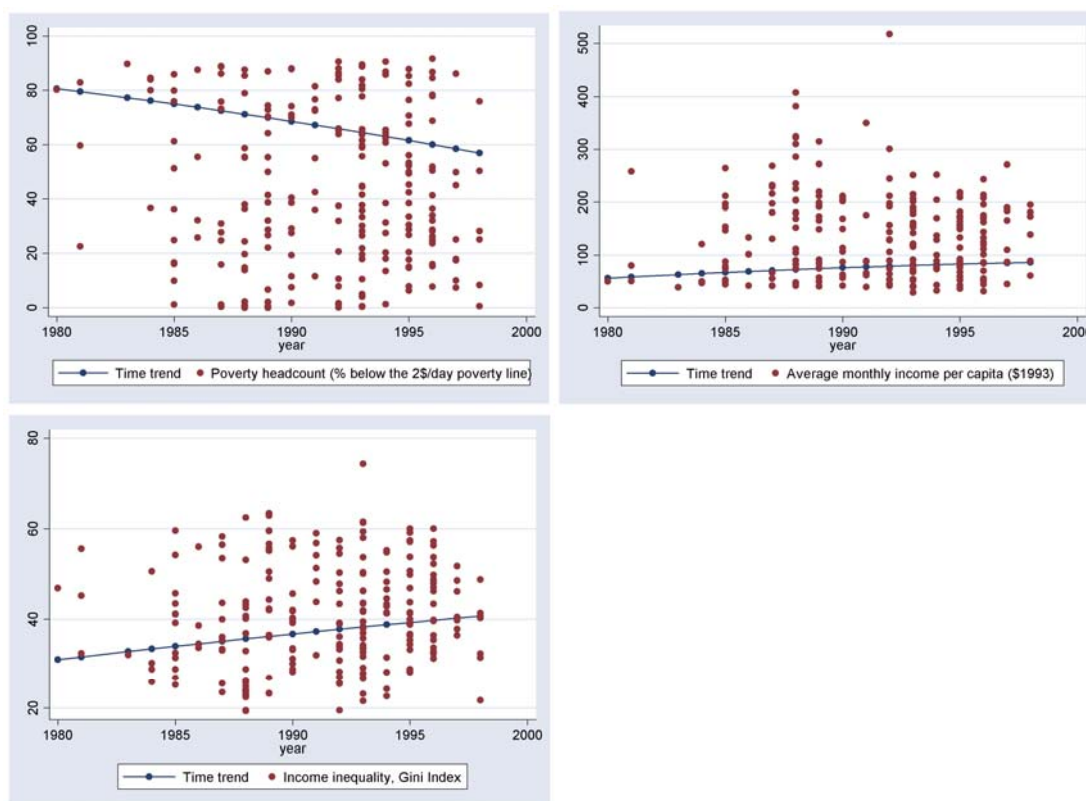 100
80
60
40
20
0
1980 1985 1990 1995 2000
year
Time trend Poverty headcount (% below the 2$/day poverty line)
500
400
300
200
100
0
1980 1985 1990 1995 2000
year
Time trend Average monthly income per capita ($1993)
80
60
40
20
1980 1985 1990 1995 2000
year
Time trend Income inequality, Gini Index